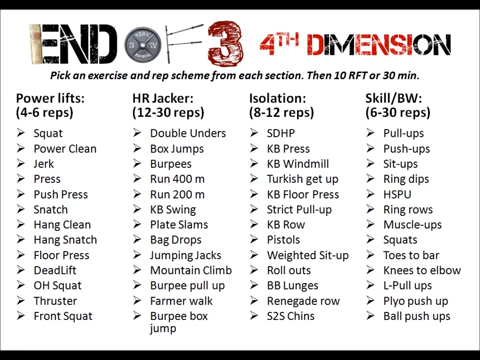 END OF 3 4TH DIMENSION
Pick an exercise and rep scheme from each section. Then 10 RFT or 30 min.
Power lifts:
(4-6 reps)
Squat
Power Clean
Jerk
Press
Push Press
Snatch
Hang Clean
Hang Snatch
Floor Press
DeadLift
OH Squat
Thruster
Front Squat
HR Jacker:
(12-30 reps)
Double Unders
Box Jumps
Burpees
Run 400 m
Run 200 m
KB Swing
Plate Slams
Bag Drops
Jumping Jacks
Mountain Climb
Burpee pull up
Farmer walk
Burpee box
jump
Isolation:
(8-12 reps)
SDHP
KB Press
KB Windmill
Turkish get up
KB Floor Press
Strict Pull-up
KB Row
Pistols
Weighted Sit-up
Roll outs
BB Lunges
Renegade row
S2S Chins
Skill/BW:
(6-30 reps)
Pull-ups
Push-ups
Sit-ups
Ring dips
HSPU
Ring rows
Muscle-ups
Squats
Toes to bar
Knees to elbow
L-Pull ups
Plyo push up
Ball push ups